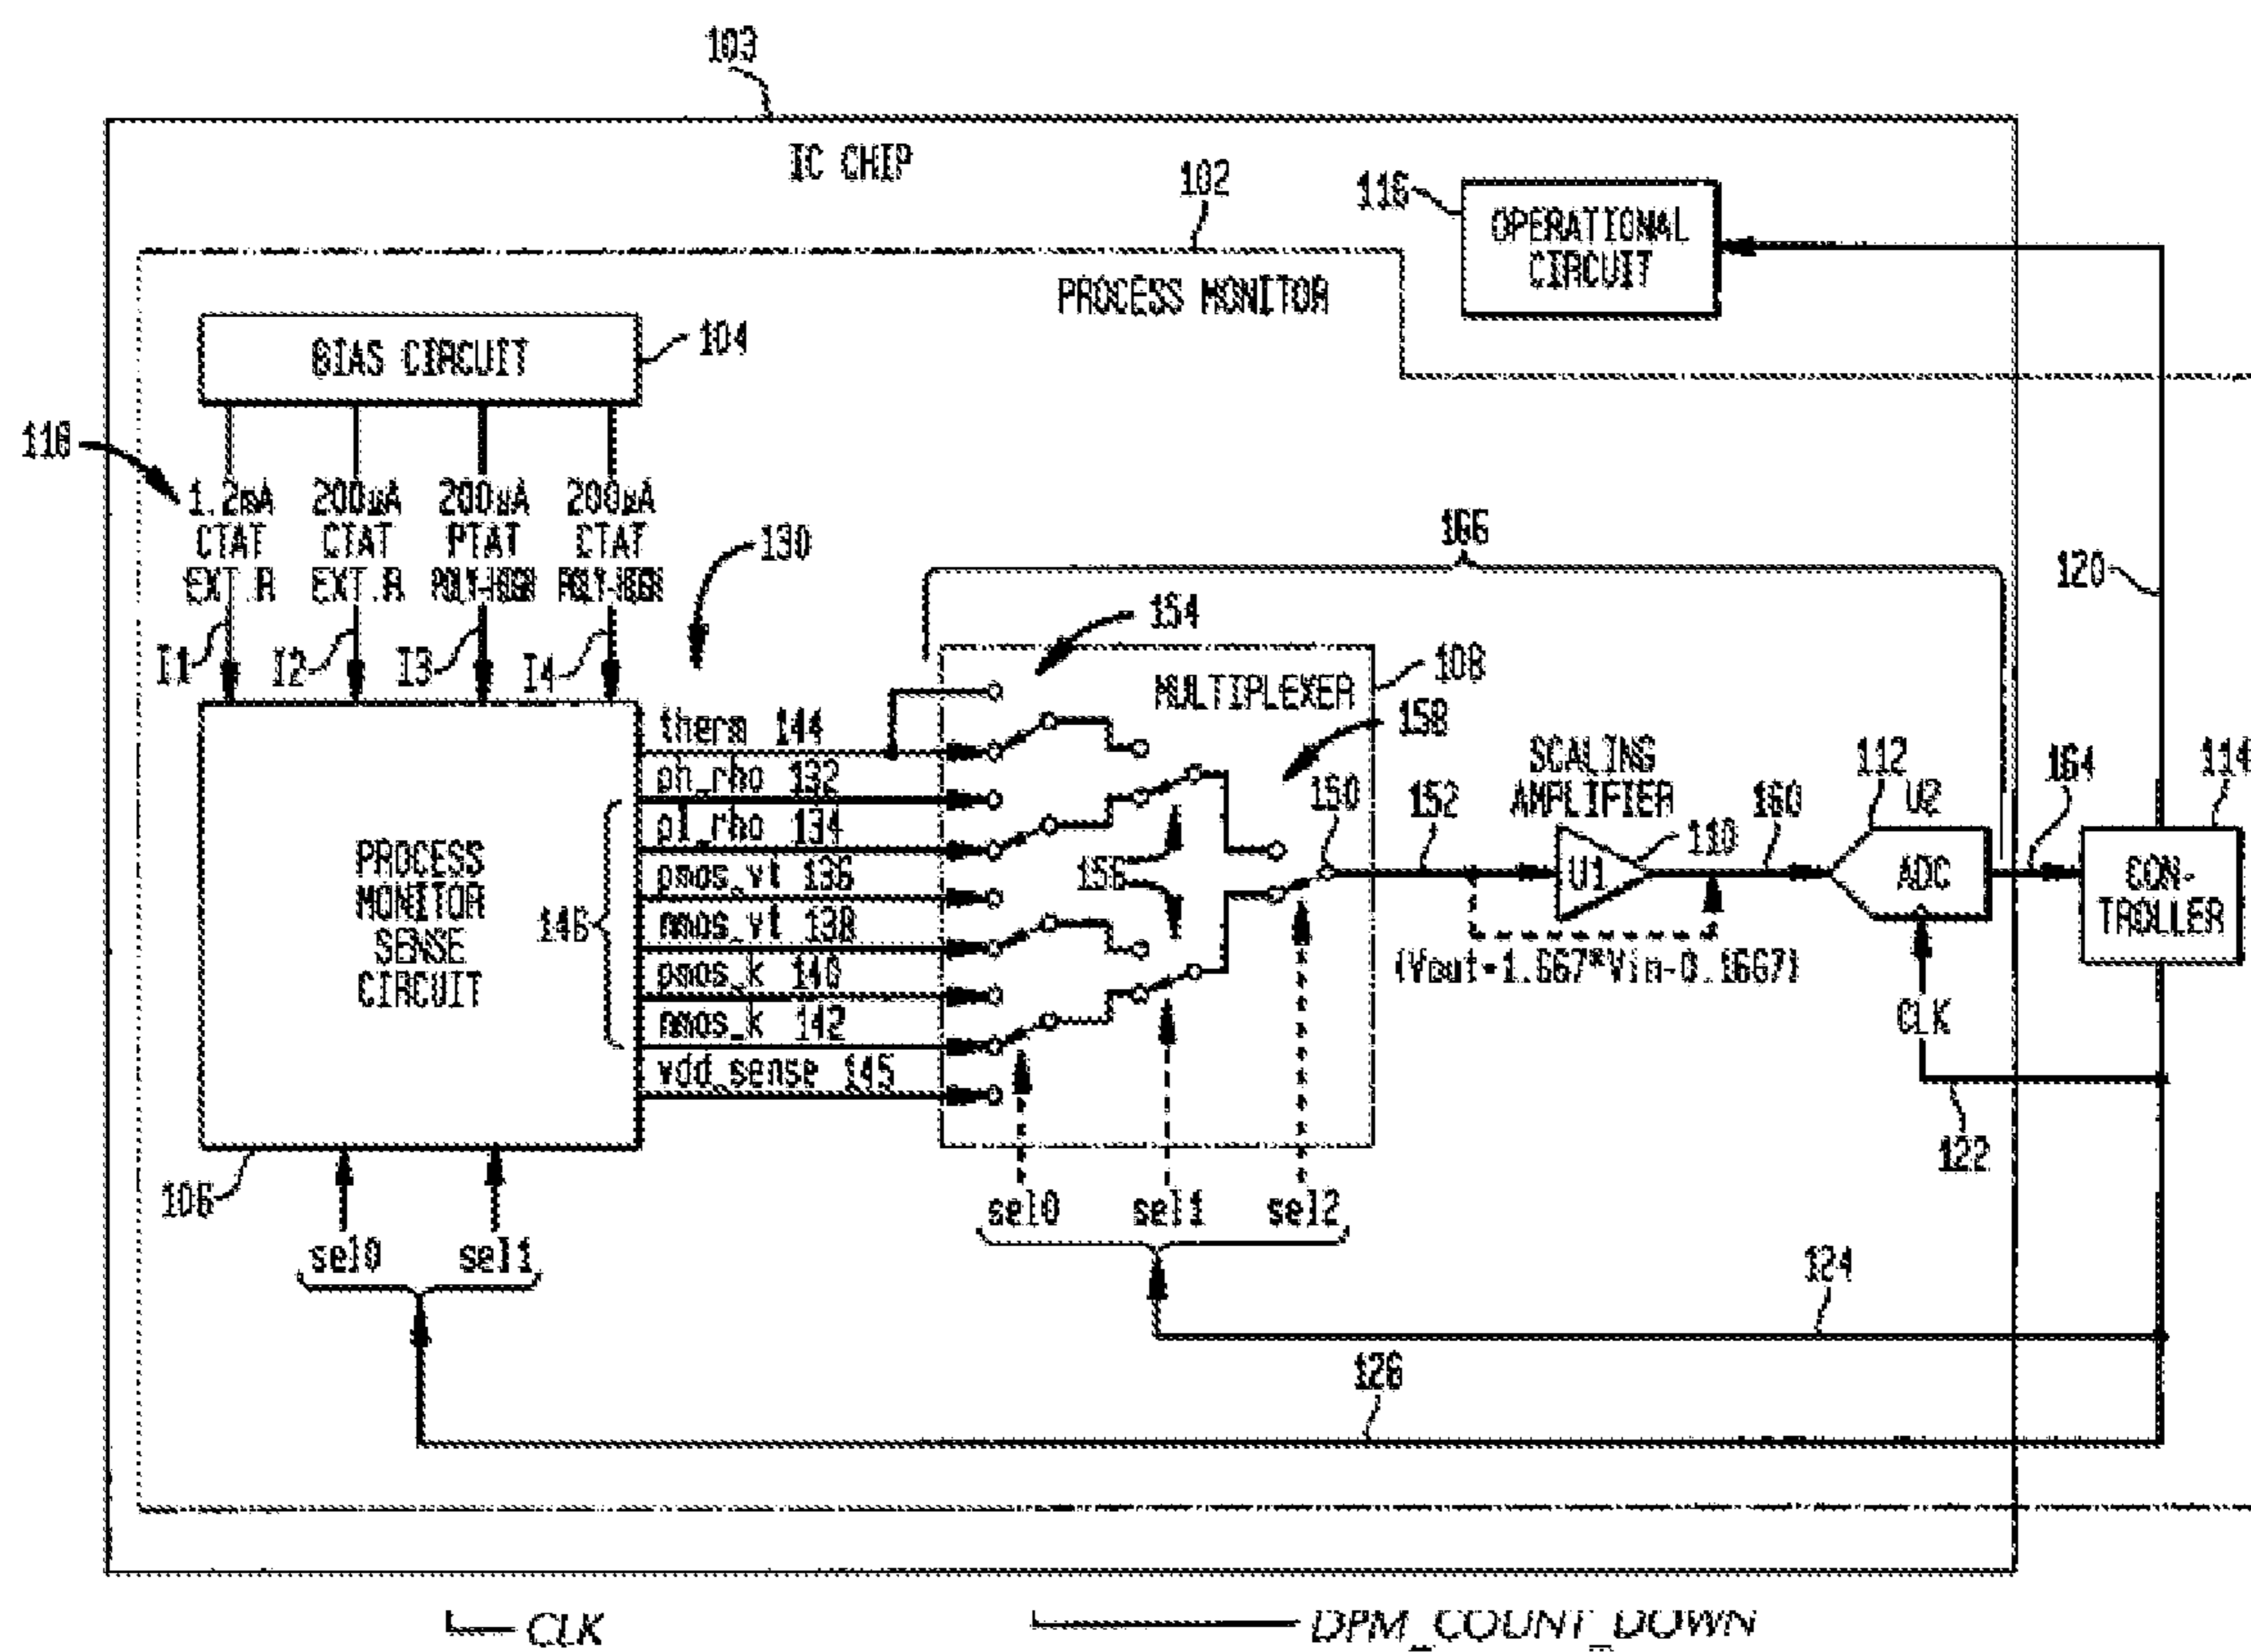 103
IC CHIP
102
116
OPERATIONAL
CIRCUIT
PROCESS MONITOR
BIAS CIRCUIT
104
118
1.2mA 200µA 200µA 200µA
CTAT CTAT PTAT CTAT
EXT.R EXT.R POLY-HIGH POLY-HIGH
I1 I2 I3 I4
130
166
120
154
108
MULTIPLEXER
158
therm 144
ph_rho 132
pl_rho 134
pmos_vt 136
nmos_vt 138
pmos_k 140
nmos_k 142
vdd_sense 145
146
156
150
152
SCALING
AMPLIFIER
110
U1
160
112
U2
ADC
164
114
CON-
TROLLER
(Vout=1.667*Vin-0.1667)
CLK
122
PROCESS
MONITOR
SENSE
CIRCUIT
106
sel0 sel1
sel0 sel1 sel2
124
126
CLK
DPM_COUNT_DOWN